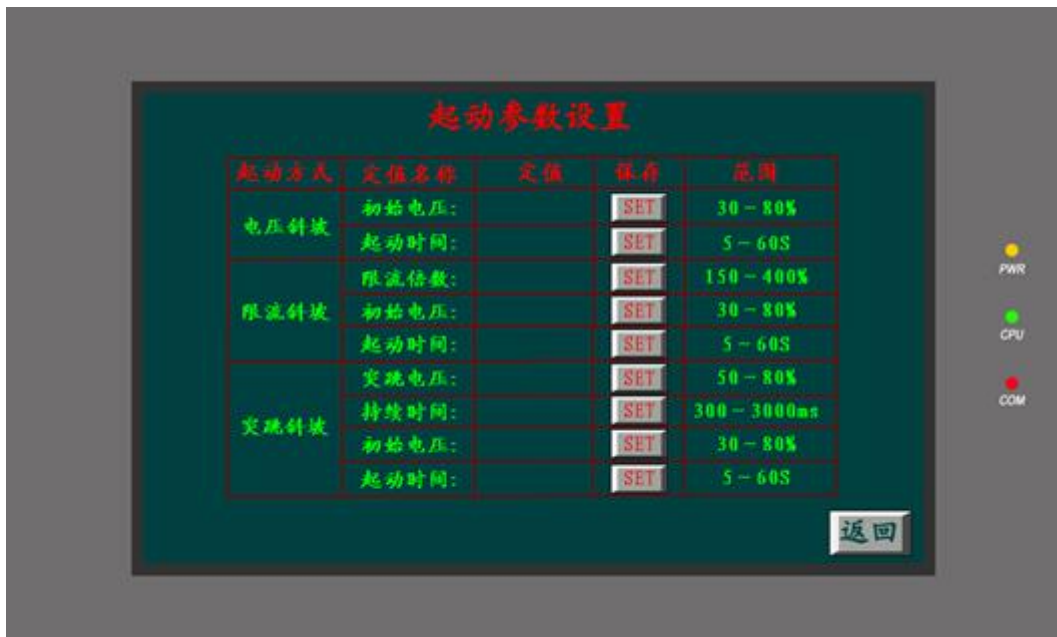 起动参数设置
起动方式 定值名称 定值 保存 范围
电压斜坡
初始电压: SET 30-80%
起动时间: SET 5-60S
限流斜坡
限流倍数: SET 150-400%
初始电压: SET 30-80%
起动时间: SET 5-60S
突跳斜坡
突跳电压: SET 50-80%
持续时间: SET 300-3000ms
初始电压: SET 30-80%
起动时间: SET 5-60S
返回
PWR
CPU
COM